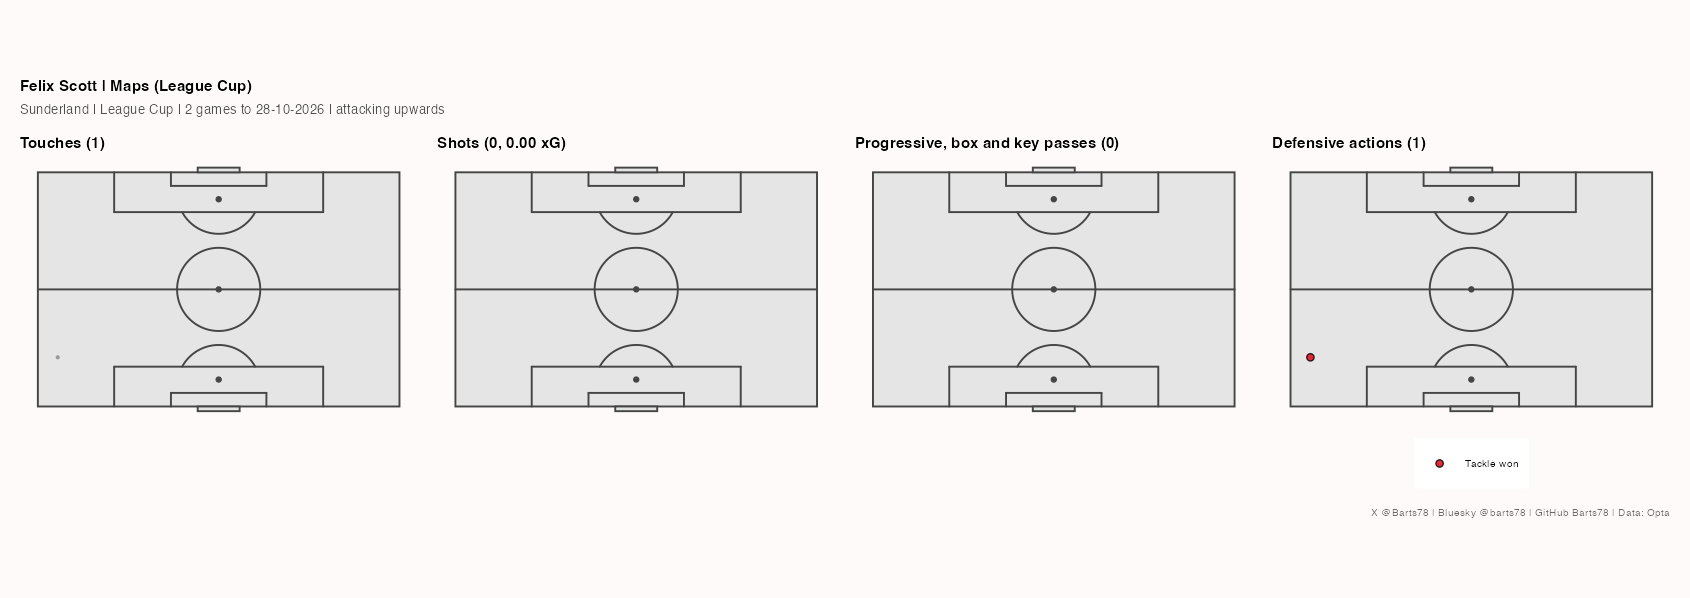 Felix Scott | Maps (League Cup)
Sunderland | League Cup | 2 games to 28-10-2026 | attacking upwards
Touches (1)
Shots (0, 0.00 xG)
Progressive, box and key passes (0)
Defensive actions (1)
Tackle won
X @Barts78 | Bluesky @barts78 | GitHub Barts78 | Data: Opta